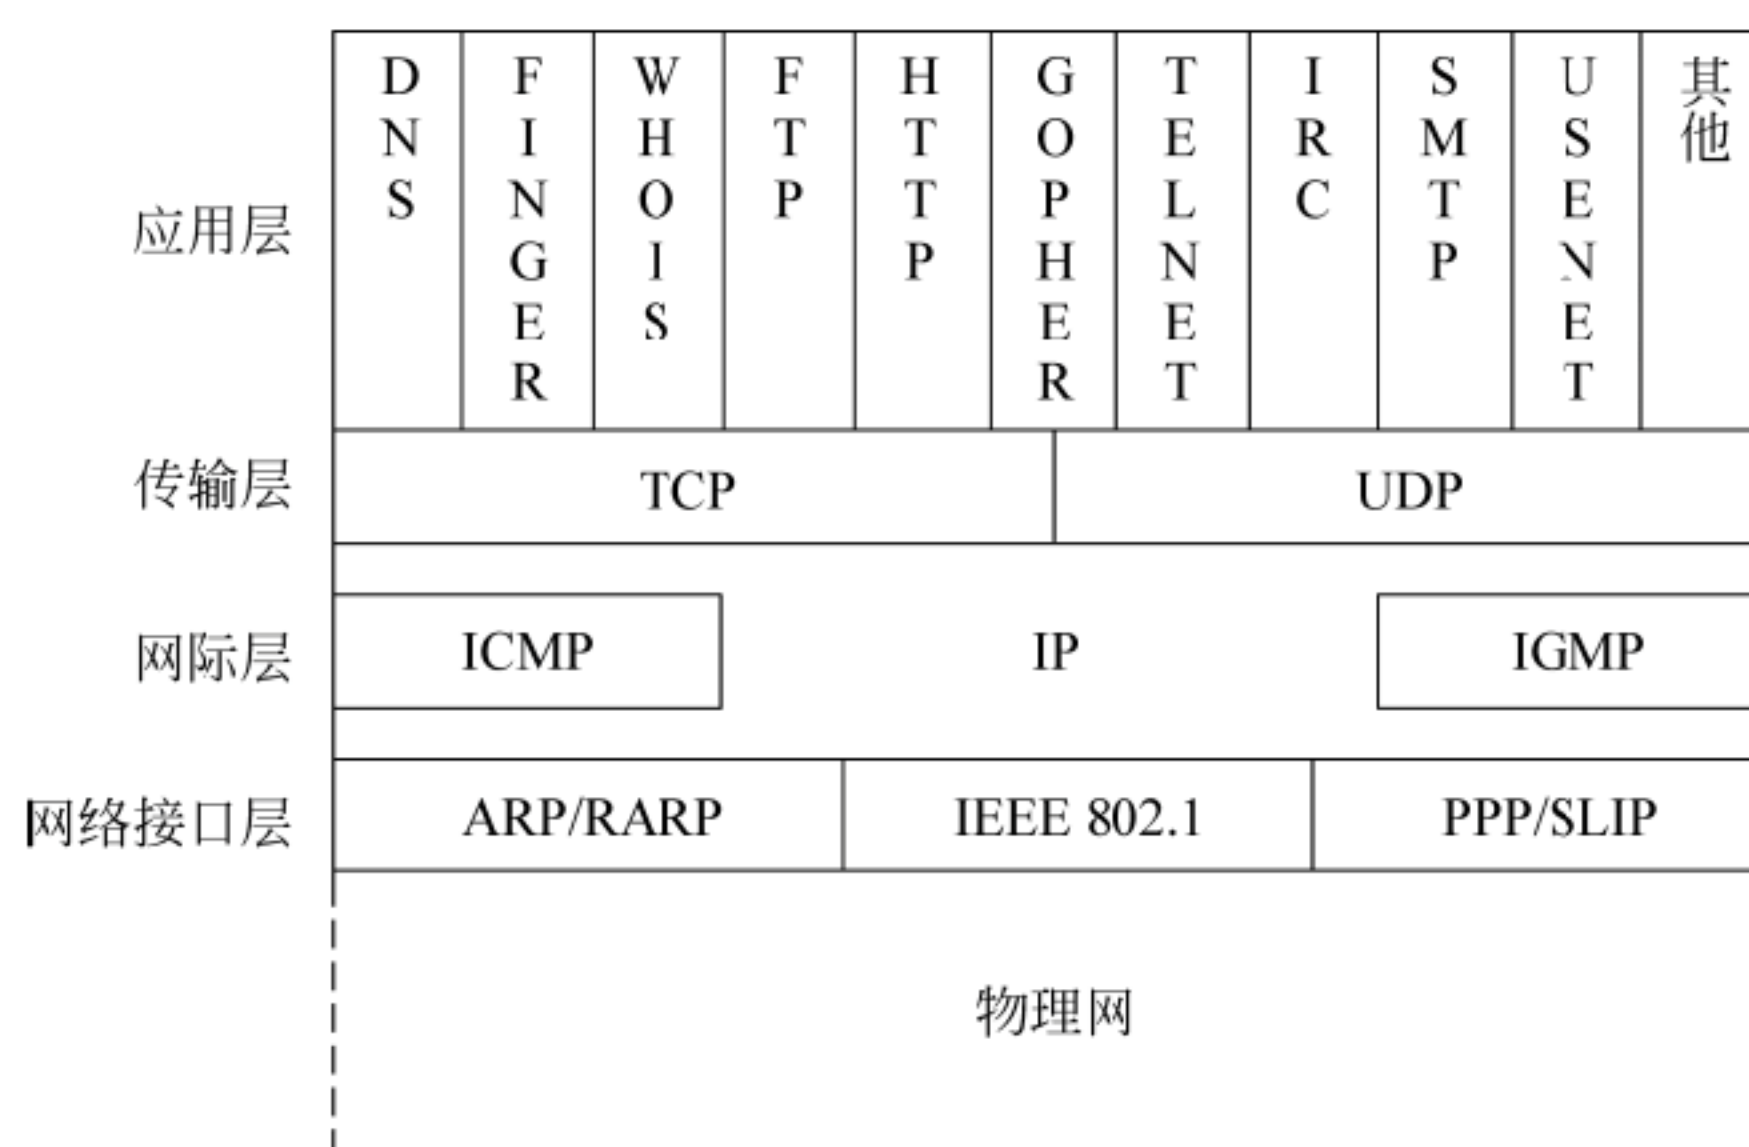 DNS
FINGER
WHOIS
FTP
HTTP
GOPHER
TELNET
IRC
SMTP
USENET
其他
应用层
传输层
TCP
UDP
网际层
ICMP
IP
IGMP
网络接口层
ARP/RARP
IEEE 802.1
PPP/SLIP
物理网